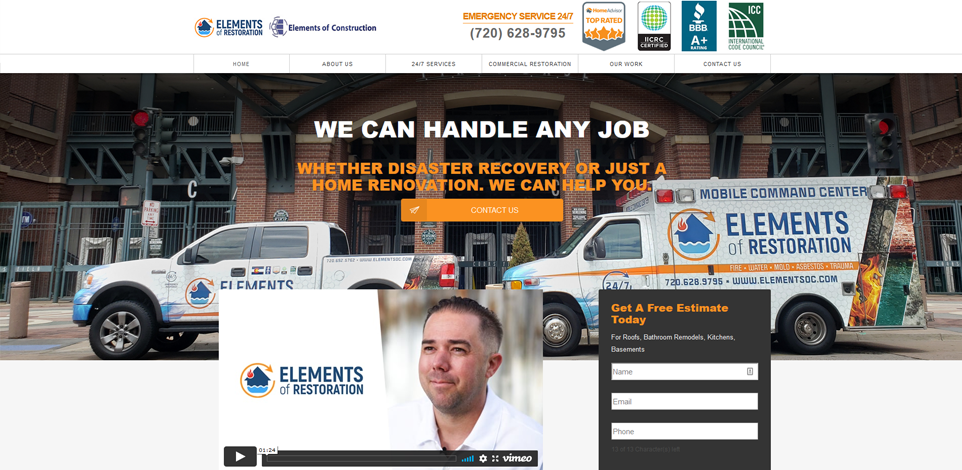 ELEMENTS
of RESTORATION
Elements of Construction
EMERGENCY SERVICE 24/7
(720) 628-9795
HomeAdvisor
TOP RATED
IICRC
CERTIFIED
BBB
A+
RATING
ICC
INTERNATIONAL
CODE COUNCIL
HOME
ABOUT US
24/7 SERVICES
COMMERCIAL RESTORATION
OUR WORK
CONTACT US
WE CAN HANDLE ANY JOB
WHETHER DISASTER RECOVERY OR JUST A
HOME RENOVATION. WE CAN HELP YOU.
CONTACT US
C
C
MOBILE COMMAND CENTER
ELEMENTS
of RESTORATION
FIRE • WATER • MOLD • ASBESTOS • TRAUMA
720.628.9795 • WWW.ELEMENTSOC.COM
24/7
WWW.ELEMENTSOC.COM
ELEMENTS
Get A Free Estimate
Today
For Roofs, Bathroom Remodels, Kitchens,
Basements
Name
Email
Phone
ELEMENTS
of RESTORATION
01:24
vimeo